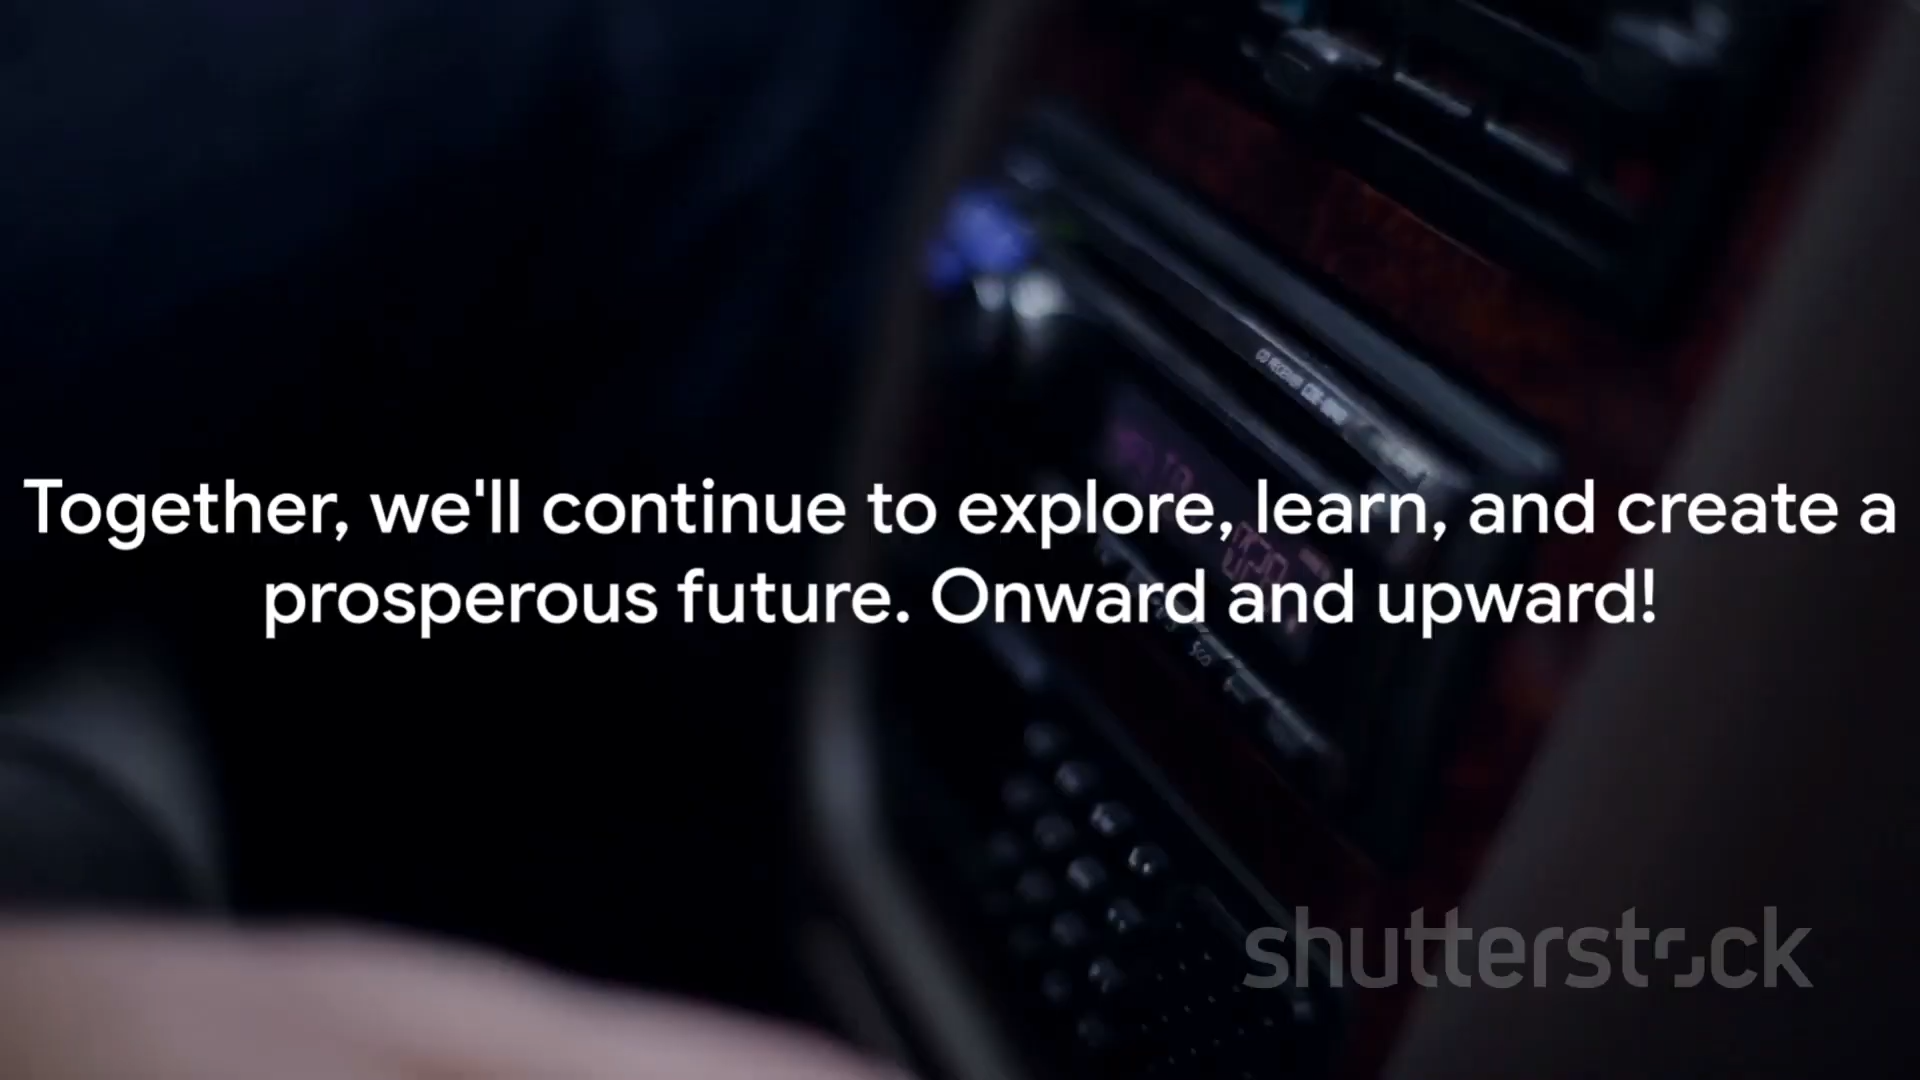 Together, we'll continue to explore, learn, and create a
prosperous future. Onward and upward!
shutterstock